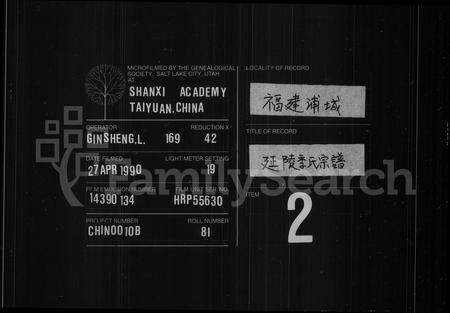 MICROFILMED BY THE GENEALOGICAL
SOCIETY, SALT LAKE CITY, UTAH
AT:
SHANXI ACADEMY
TAIYUAN, CHINA
OPERATOR
REDUCTION X
GINSHENG, L. 169 42
DATE FILMED
LIGHT METER SETTING
27 APR 1990 19
FILM EMULSION NUMBER
FILM UNIT SER. NO.
14390 134 HRP55630
PROJECT NUMBER
ROLL NUMBER
CHINOO10B 81
LOCALITY OF RECORD
福建浦城
TITLE OF RECORD
延陵季氏宗譜
ITEM
2
FamilySearch